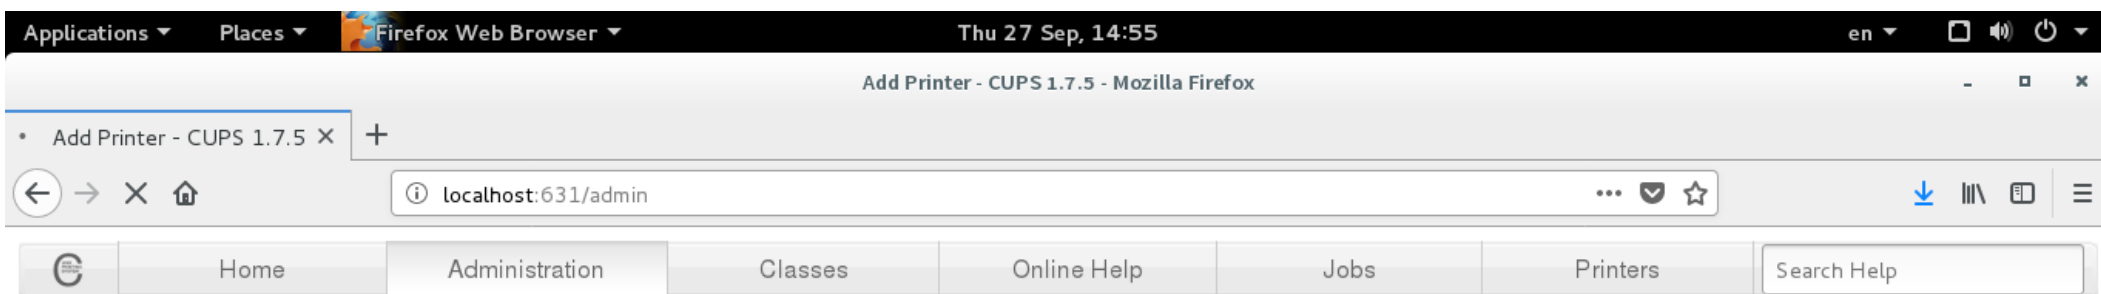 Applications Places Firefox Web Browser Thu 27 Sep, 14:55 en
Add Printer - CUPS 1.7.5 - Mozilla Firefox
Add Printer - CUPS 1.7.5
localhost:631/admin
Home Administration Classes Online Help Jobs Printers Search Help